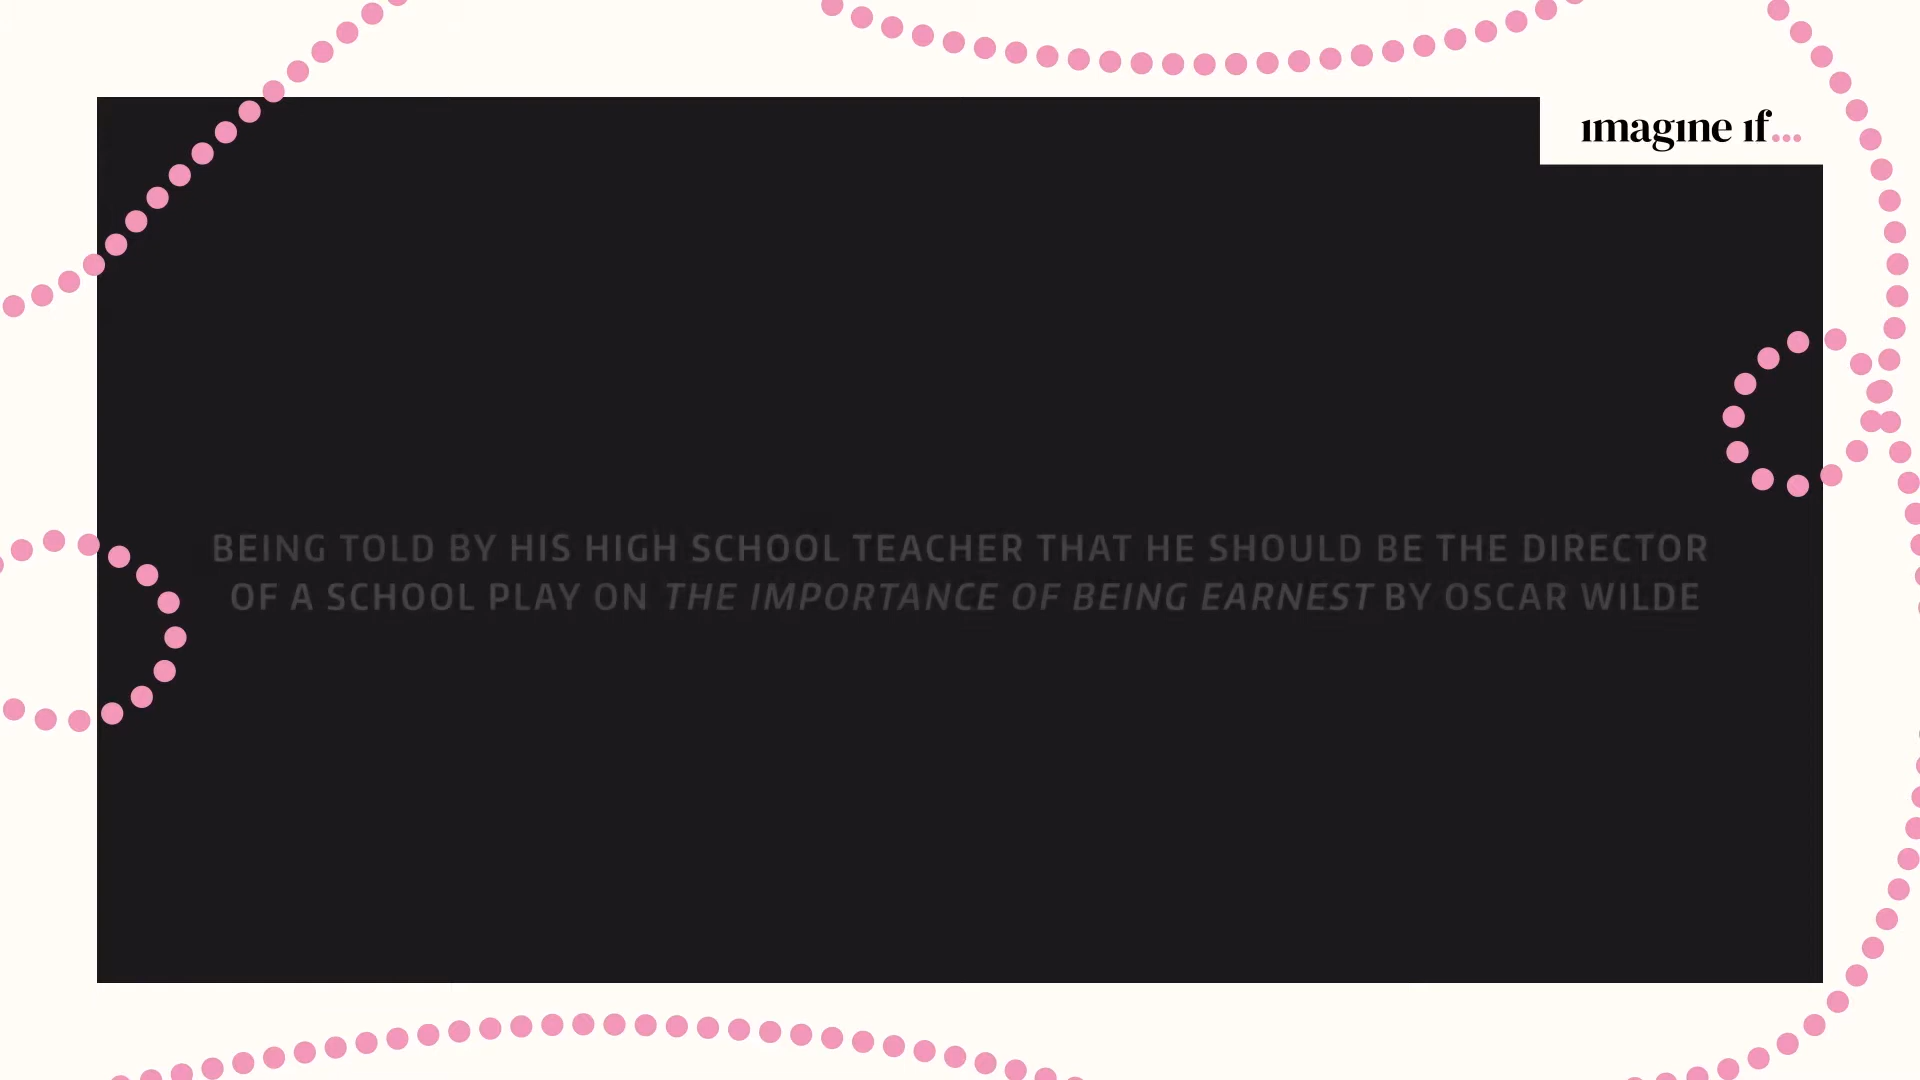 imagine if...
BEING TOLD BY HIS HIGH SCHOOL TEACHER THAT HE SHOULD BE THE DIRECTOR
OF A SCHOOL PLAY ON THE IMPORTANCE OF BEING EARNEST BY OSCAR WILDE